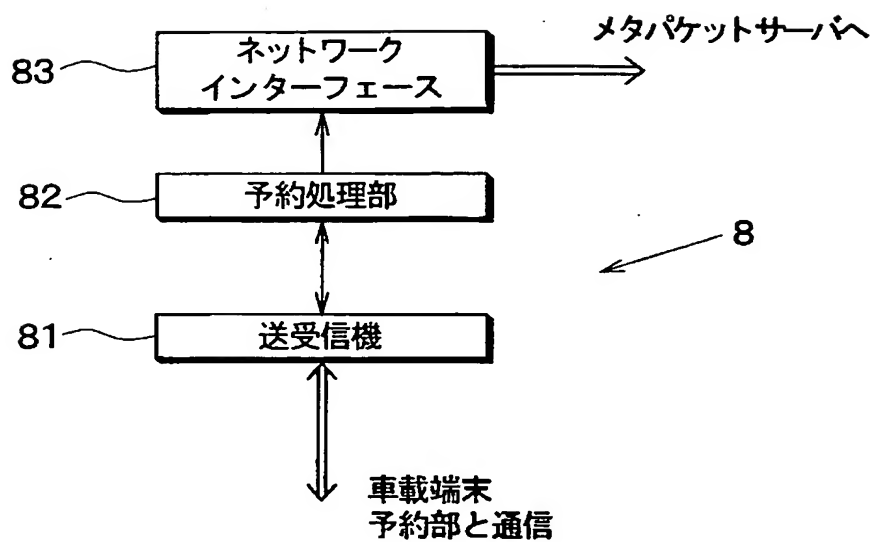 メタパケットサーバへ
83
ネットワーク
インターフェース
82
予約処理部
8
81
送受信機
車載端末
予約部と通信